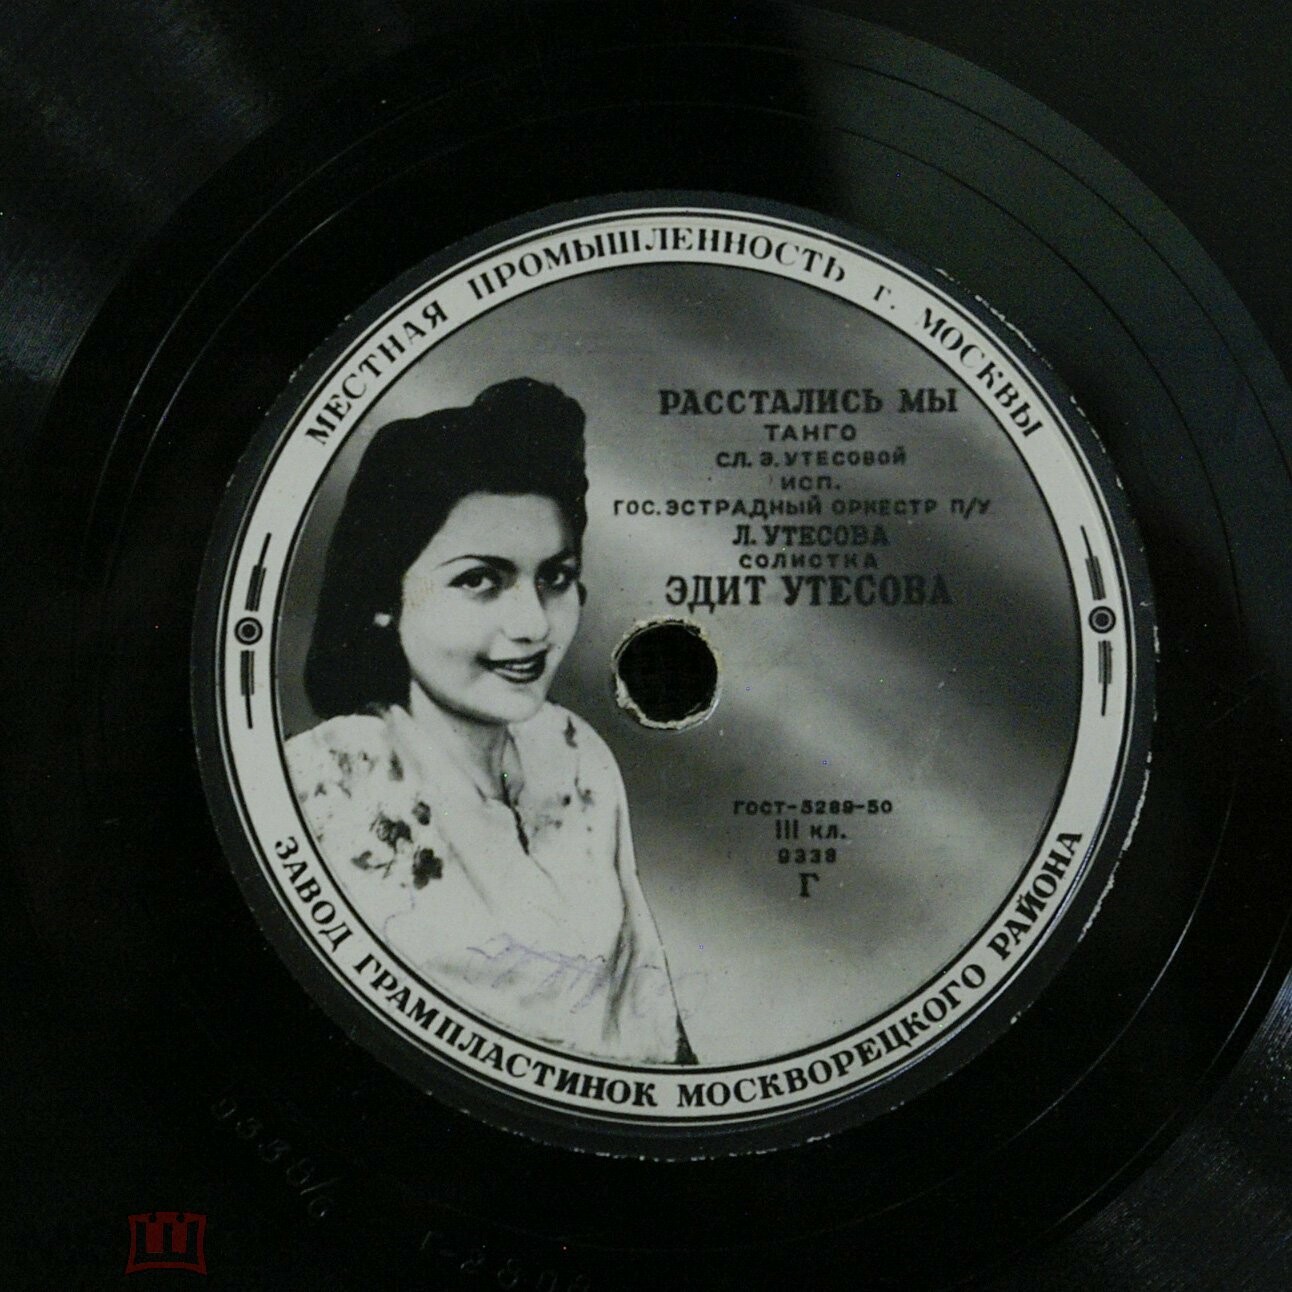 МЕСТНАЯ ПРОМЫШЛЕННОСТЬ г. МОСКВЫ
РАССТАЛИСЬ МЫ
ТАНГО
СЛ. Э. УТЕСОВОЙ
ИСП.
ГОС. ЭСТРАДНЫЙ ОРКЕСТР П/У
Л. УТЕСОВА
СОЛИСТКА
ЭДИТ УТЕСОВА
ГОСТ-5289-50
III КЛ.
9338
Г
ЗАВОД ГРАМПЛАСТИНОК МОСКВОРЕЦКОГО РАЙОНА